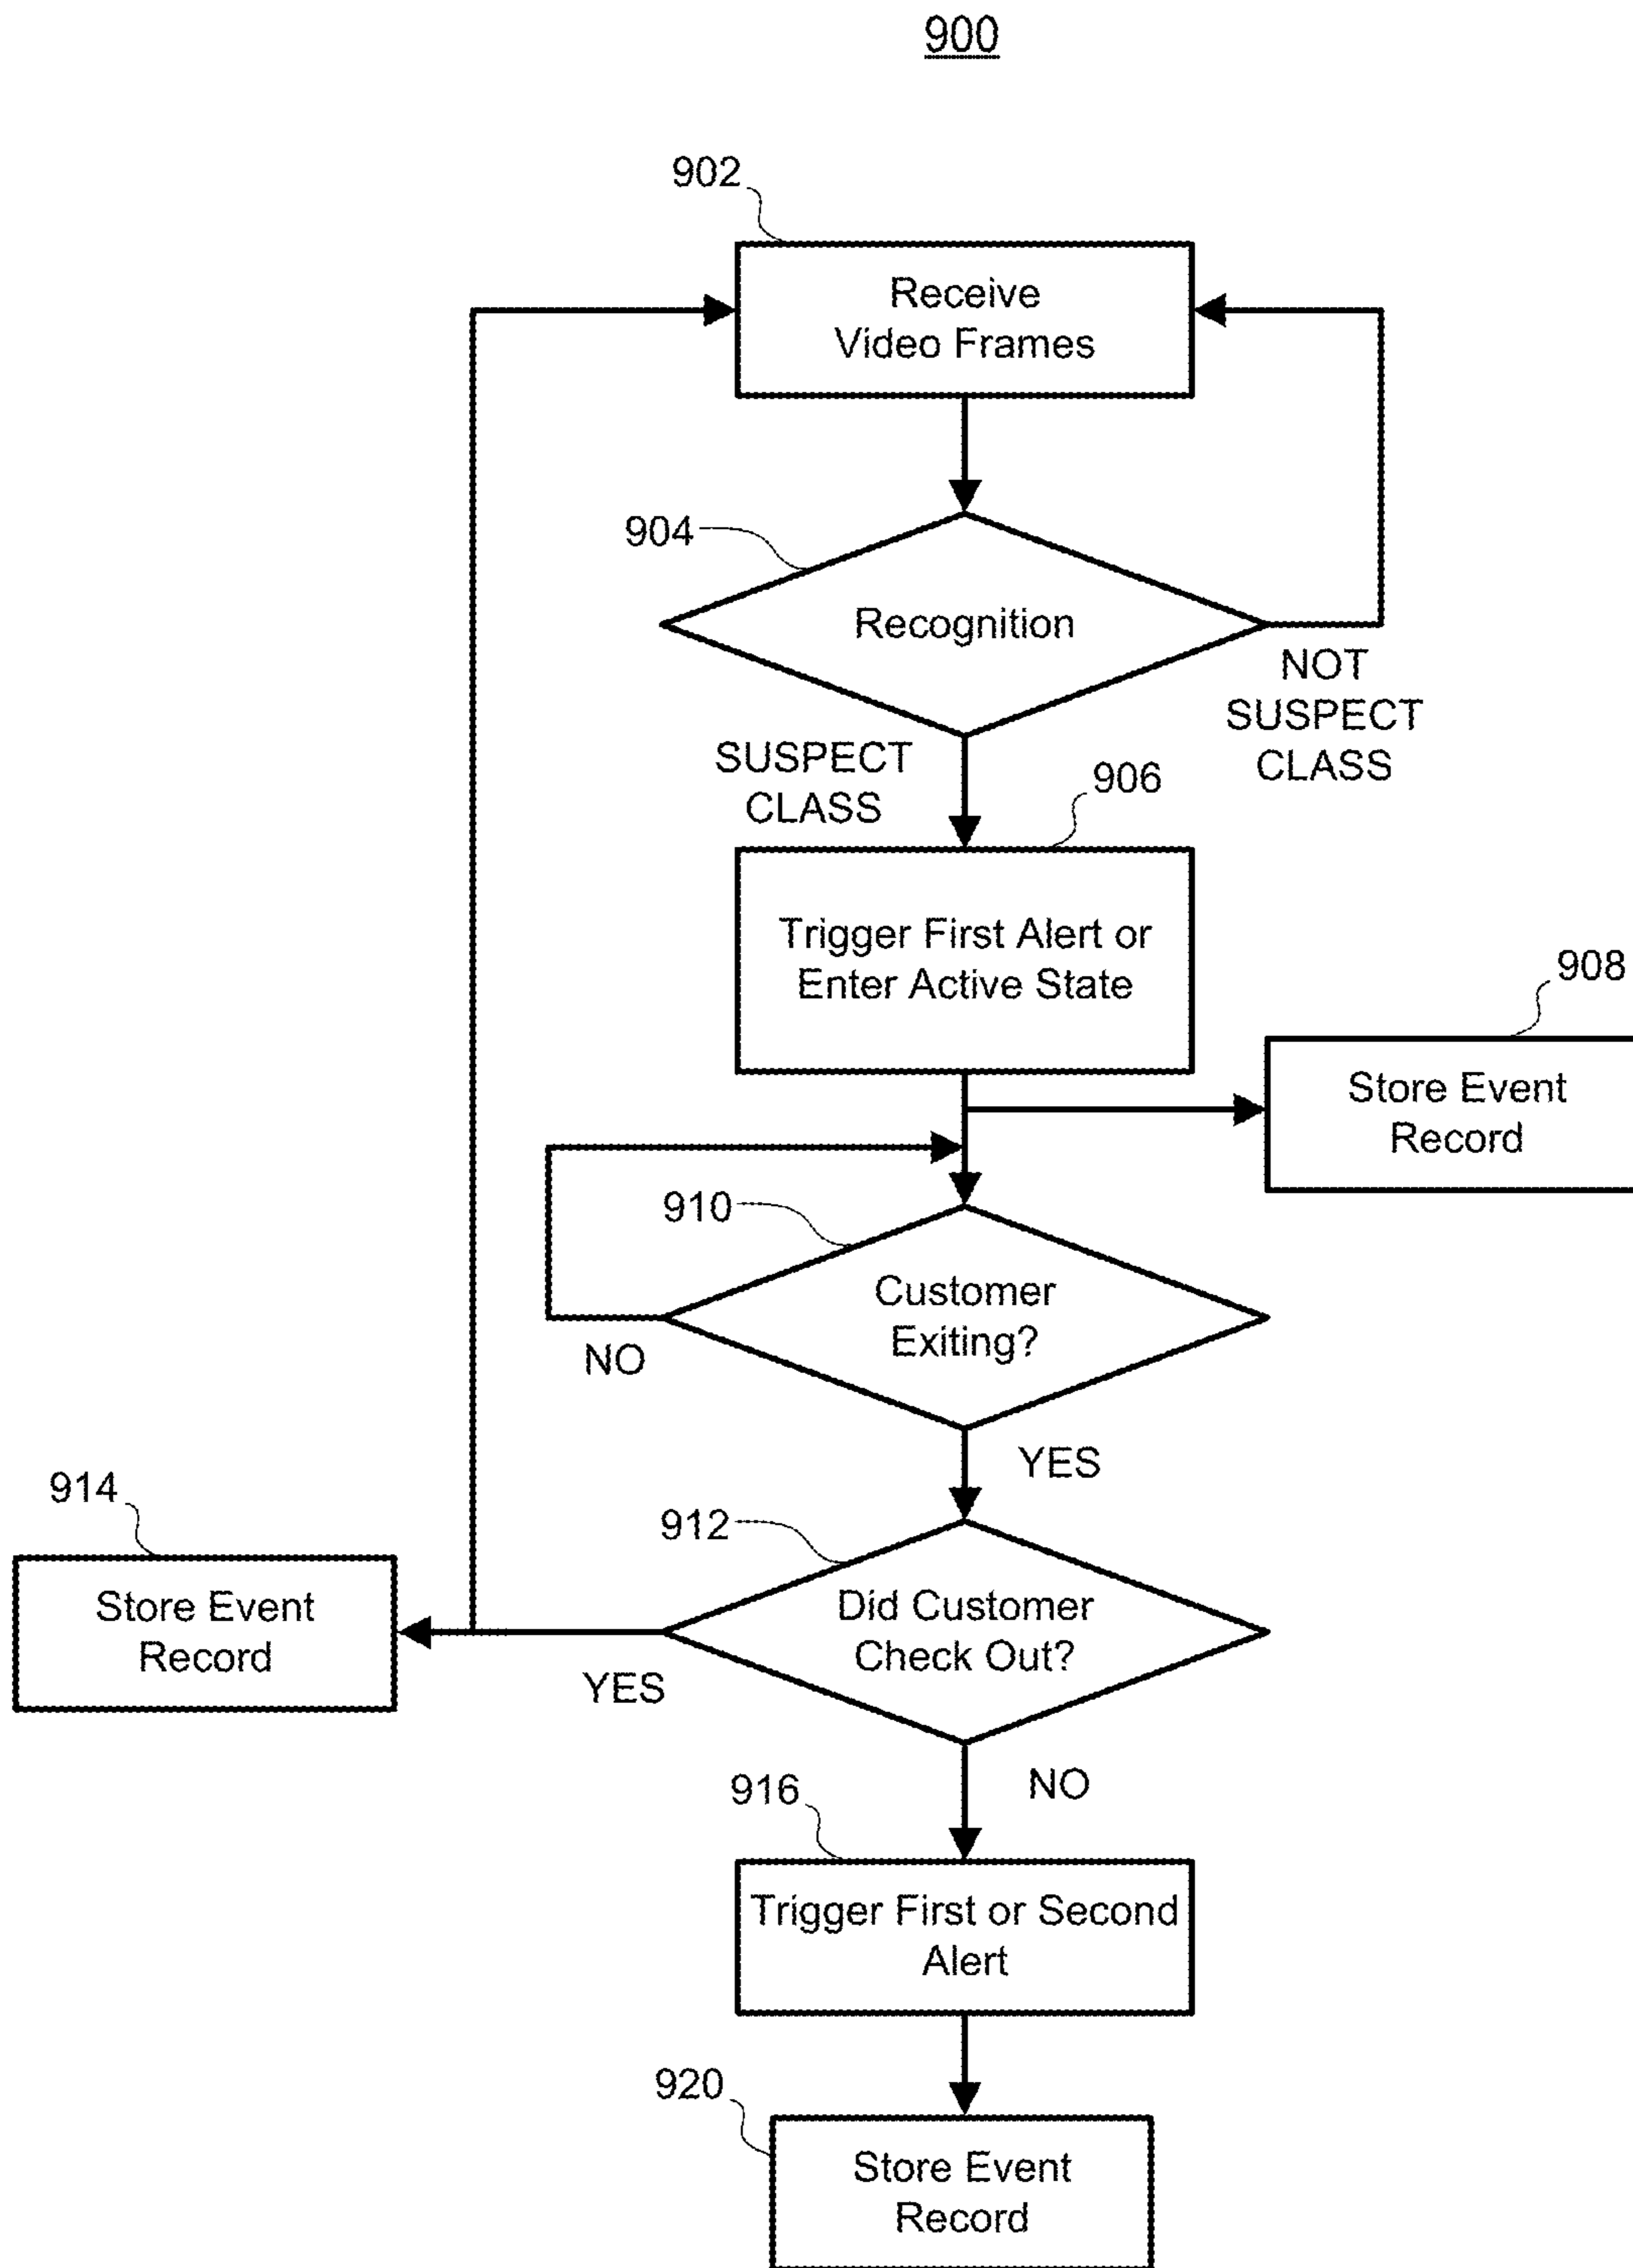 900
902
Receive
Video Frames
904
Recognition
NOT
SUSPECT
CLASS
SUSPECT
CLASS
906
Trigger First Alert or
Enter Active State
908
Store Event
Record
910
Customer
Exiting?
NO
YES
914
912
Store Event
Record
Did Customer
Check Out?
YES
NO
916
Trigger First or Second
Alert
920
Store Event
Record